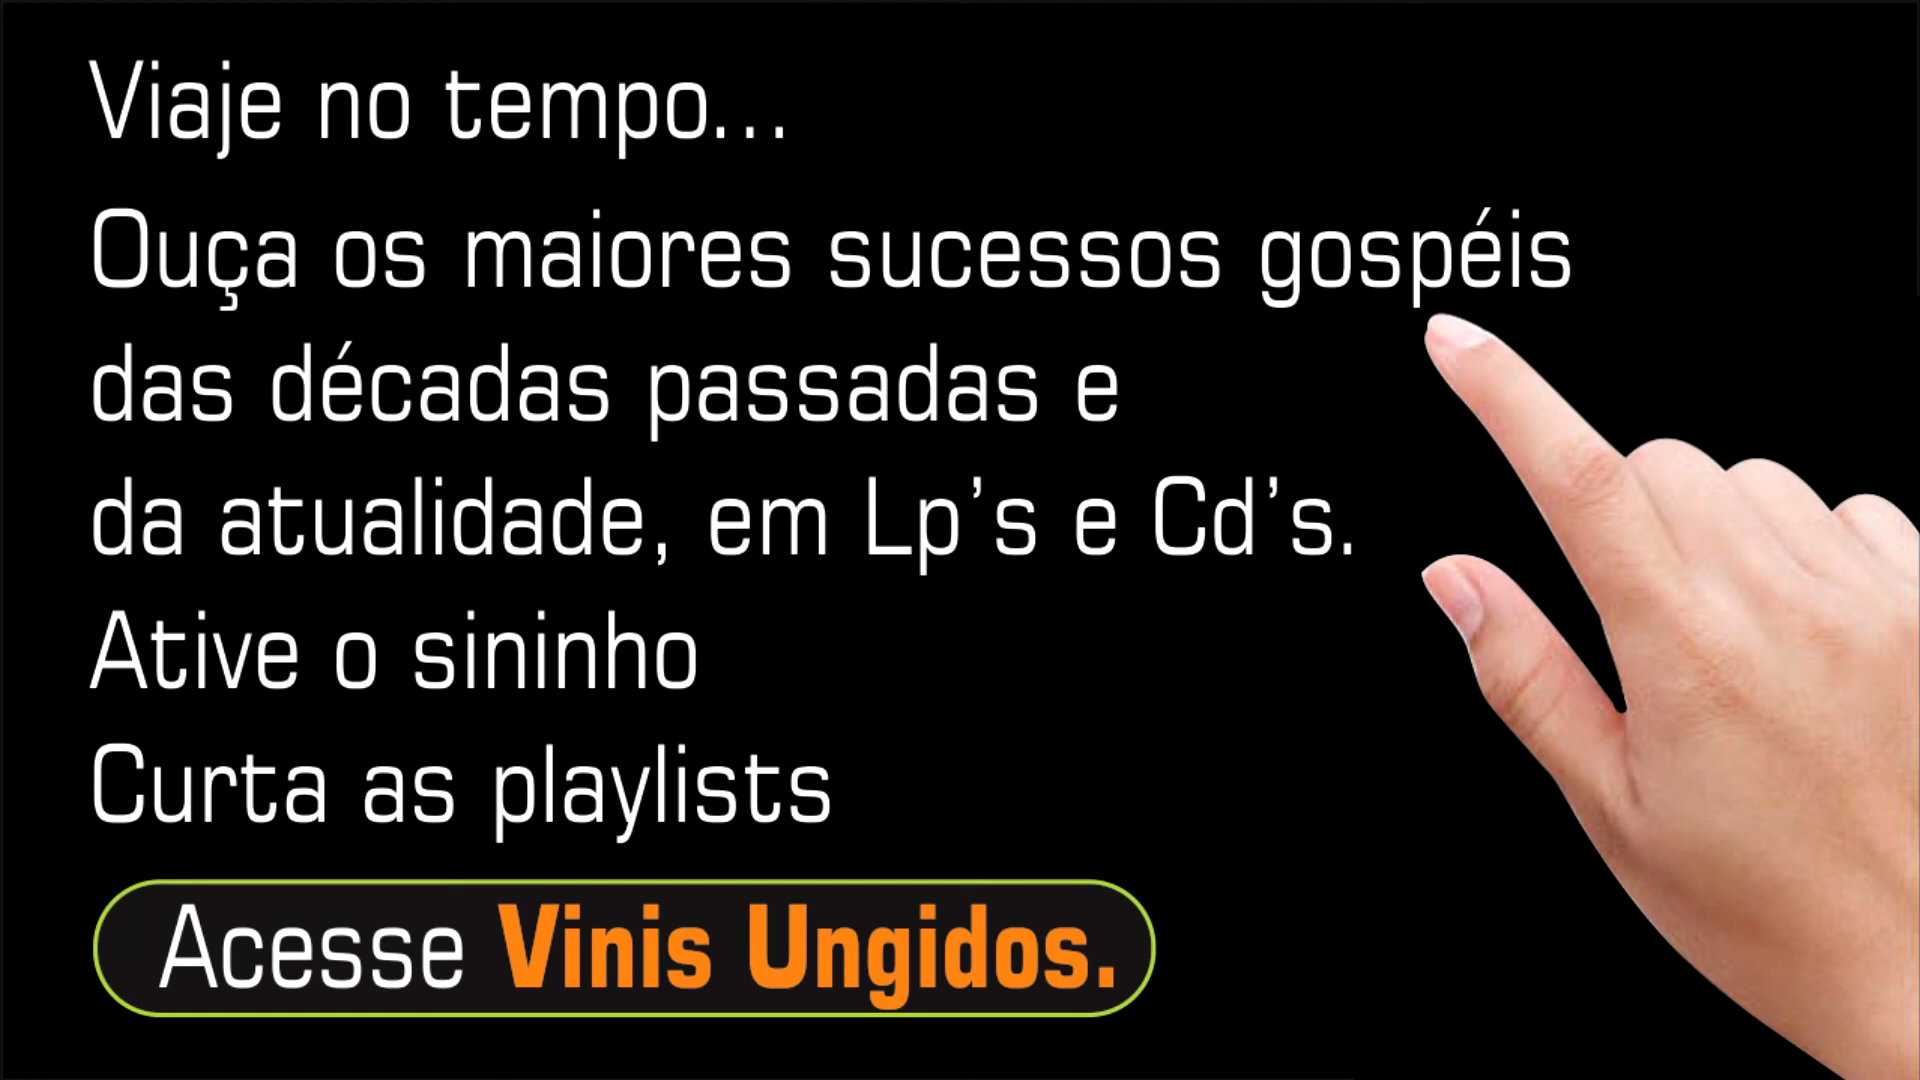 Viaje no tempo...
Ouça os maiores sucessos gospéis
das décadas passadas e
da atualidade, em Lp’s e Cd’s.
Ative o sininho
Curta as playlists
Acesse Vinis Ungidos.